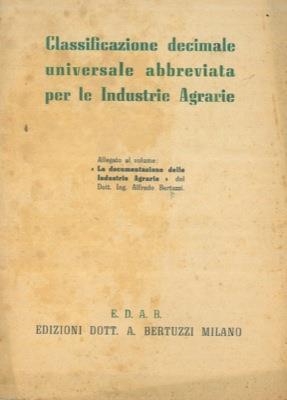 Classificazione decimale
universale abbreviata
per le Industrie Agrarie
Allegato al volume:
« La documentazione delle
Industrie Agrarie » del
Dott. Ing. Alfredo Bertuzzi.
E. D. A. B.
EDIZIONI DOTT. A. BERTUZZI MILANO